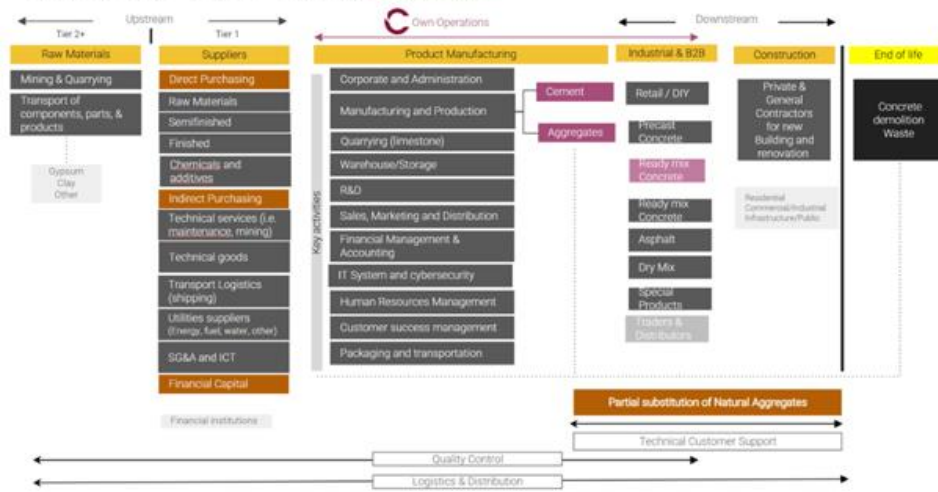 Upstream
Own Operations
Downstream
Tier 2+
Tier 1
Raw Materials
Suppliers
Product Manufacturing
Industrial & B2B
Construction
End of life
Mining & Quarrying
Transport of
components, parts, &
products
Gypsum
Clay
Other
Direct Purchasing
Raw Materials
Semifinished
Finished
Chemicals and
additives
Indirect Purchasing
Technical services (i.e.
maintenance, mining)
Technical goods
Transport Logistics
(shipping)
Utilities suppliers
(Energy, fuel, water, other)
SG&A and ICT
Financial Capital
Financial institutions
Key activities
Corporate and Administration
Manufacturing and Production
Quarrying (limestone)
Warehouse/Storage
R&D
Sales, Marketing and Distribution
Financial Management &
Accounting
IT System and cybersecurity
Human Resources Management
Customer success management
Packaging and transportation
Cement
Aggregates
Retail / DIY
Precast
Concrete
Ready mix
Concrete
Ready mix
Concrete
Asphalt
Dry Mix
Special
Products
Traders &
Distributors
Private &
General
Contractors
for new
Building and
renovation
Residential
Commercial/Industrial
Infrastructure/Public
Concrete
demolition
Waste
Partial substitution of Natural Aggregates
Technical Customer Support
Quality Control
Logistics & Distribution